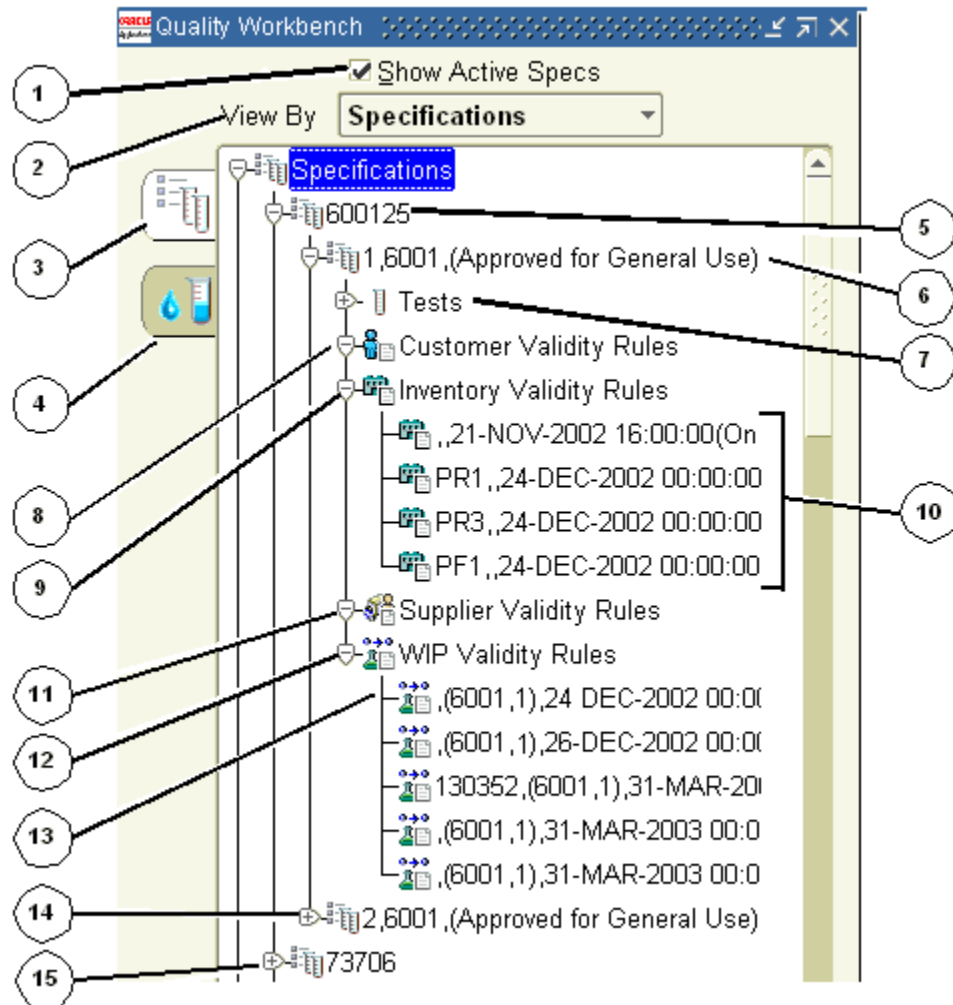 ORACLE Applications Quality Workbench
1
Show Active Specs
View By Specifications
2
Specifications
3
600125
5
1,6001,(Approved for General Use)
6
Tests
4
7
Customer Validity Rules
Inventory Validity Rules
,,21-NOV-2002 16:00:00(On
PR1,,24-DEC-2002 00:00:00
8
10
PR3,,24-DEC-2002 00:00:00
PF1,,24-DEC-2002 00:00:00
9
Supplier Validity Rules
WIP Validity Rules
11
,(6001,1),24 DEC-2002 00:0(
,(6001,1),26-DEC-2002 00:0(
12
130352,(6001,1),31-MAR-20
13
,(6001,1),31-MAR-2003 00:0
,(6001,1),31-MAR-2003 00:0
14
2,6001,(Approved for General Use)
73706
15